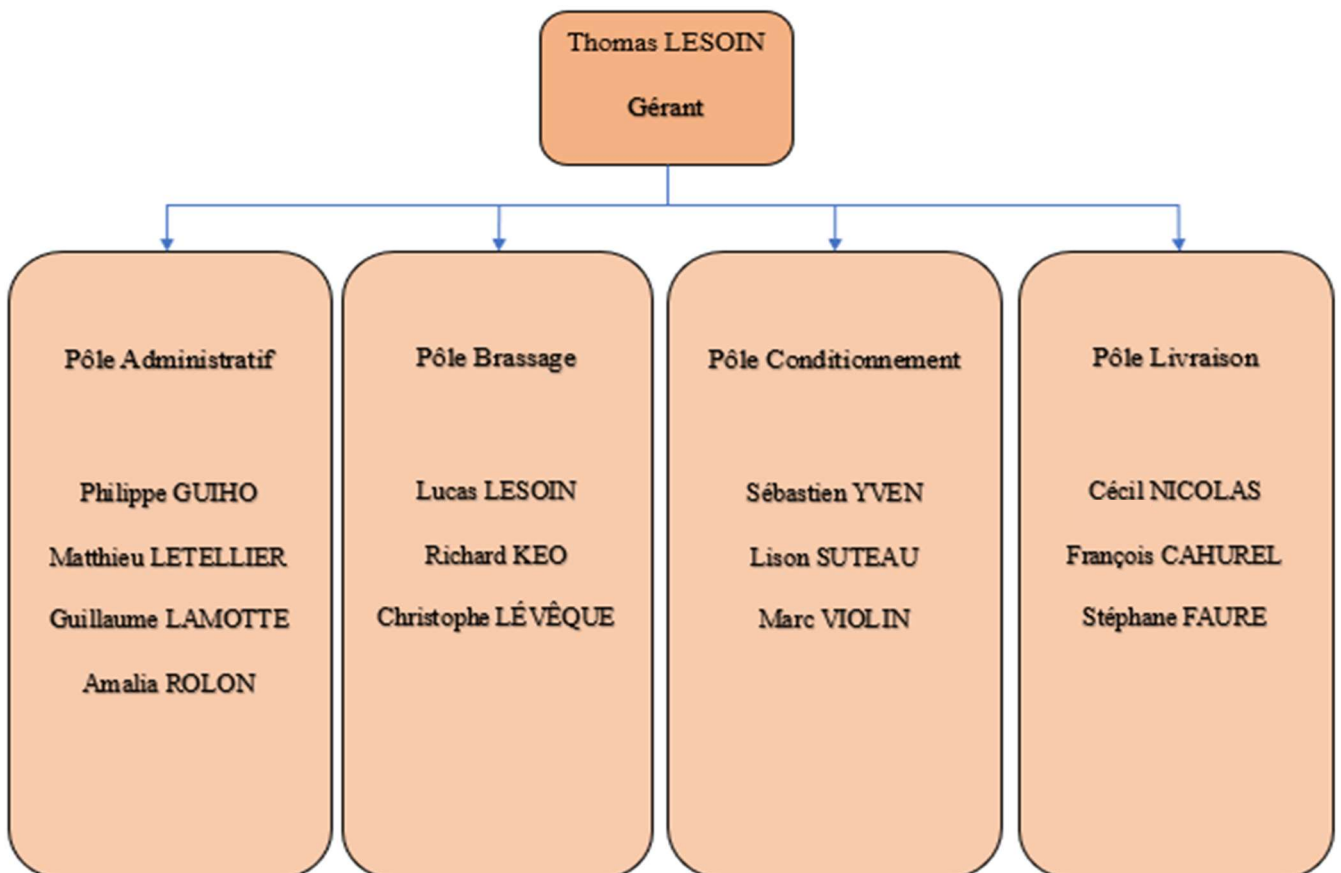 Thomas LESOIN
Gérant
Pôle Administratif
Philippe GUIHO
Matthieu LETELLIER
Guillaume LAMOTTE
Amalia ROLON
Pôle Brassage
Lucas LESOIN
Richard KEO
Christophe LÉVÊQUE
Pôle Conditionnement
Sébastien YVEN
Lison SUTEAU
Marc VIOLIN
Pôle Livraison
Cécil NICOLAS
François CAHUREL
Stéphane FAURE